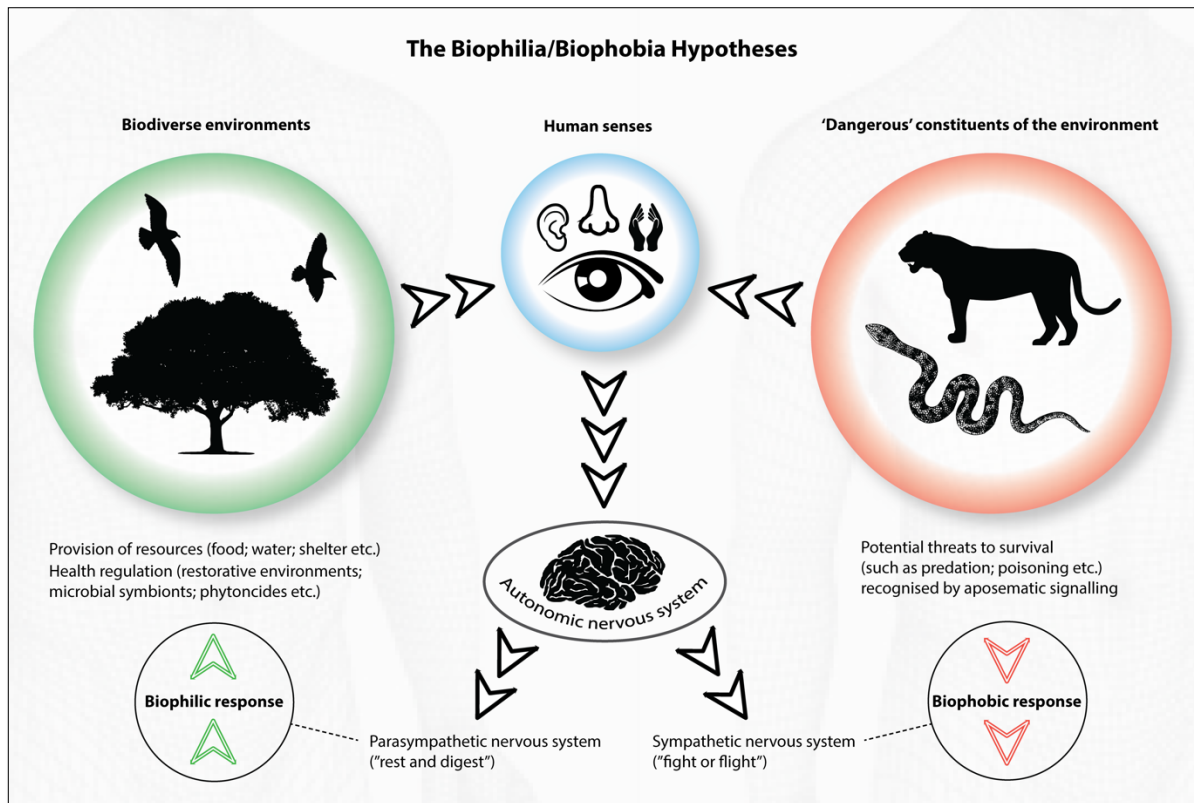 The Biophilia/Biophobia Hypotheses
Biodiverse environments
Human senses
‘Dangerous’ constituents of the environment
Provision of resources (food; water; shelter etc.)
Health regulation (restorative environments;
microbial symbionts; phytoncides etc.)
Potential threats to survival
(such as predation; poisoning etc.)
recognised by aposematic signalling
Autonomic nervous system
Biophilic response
Biophobic response
Parasympathetic nervous system
(”rest and digest”)
Sympathetic nervous system
(”fight or flight”)